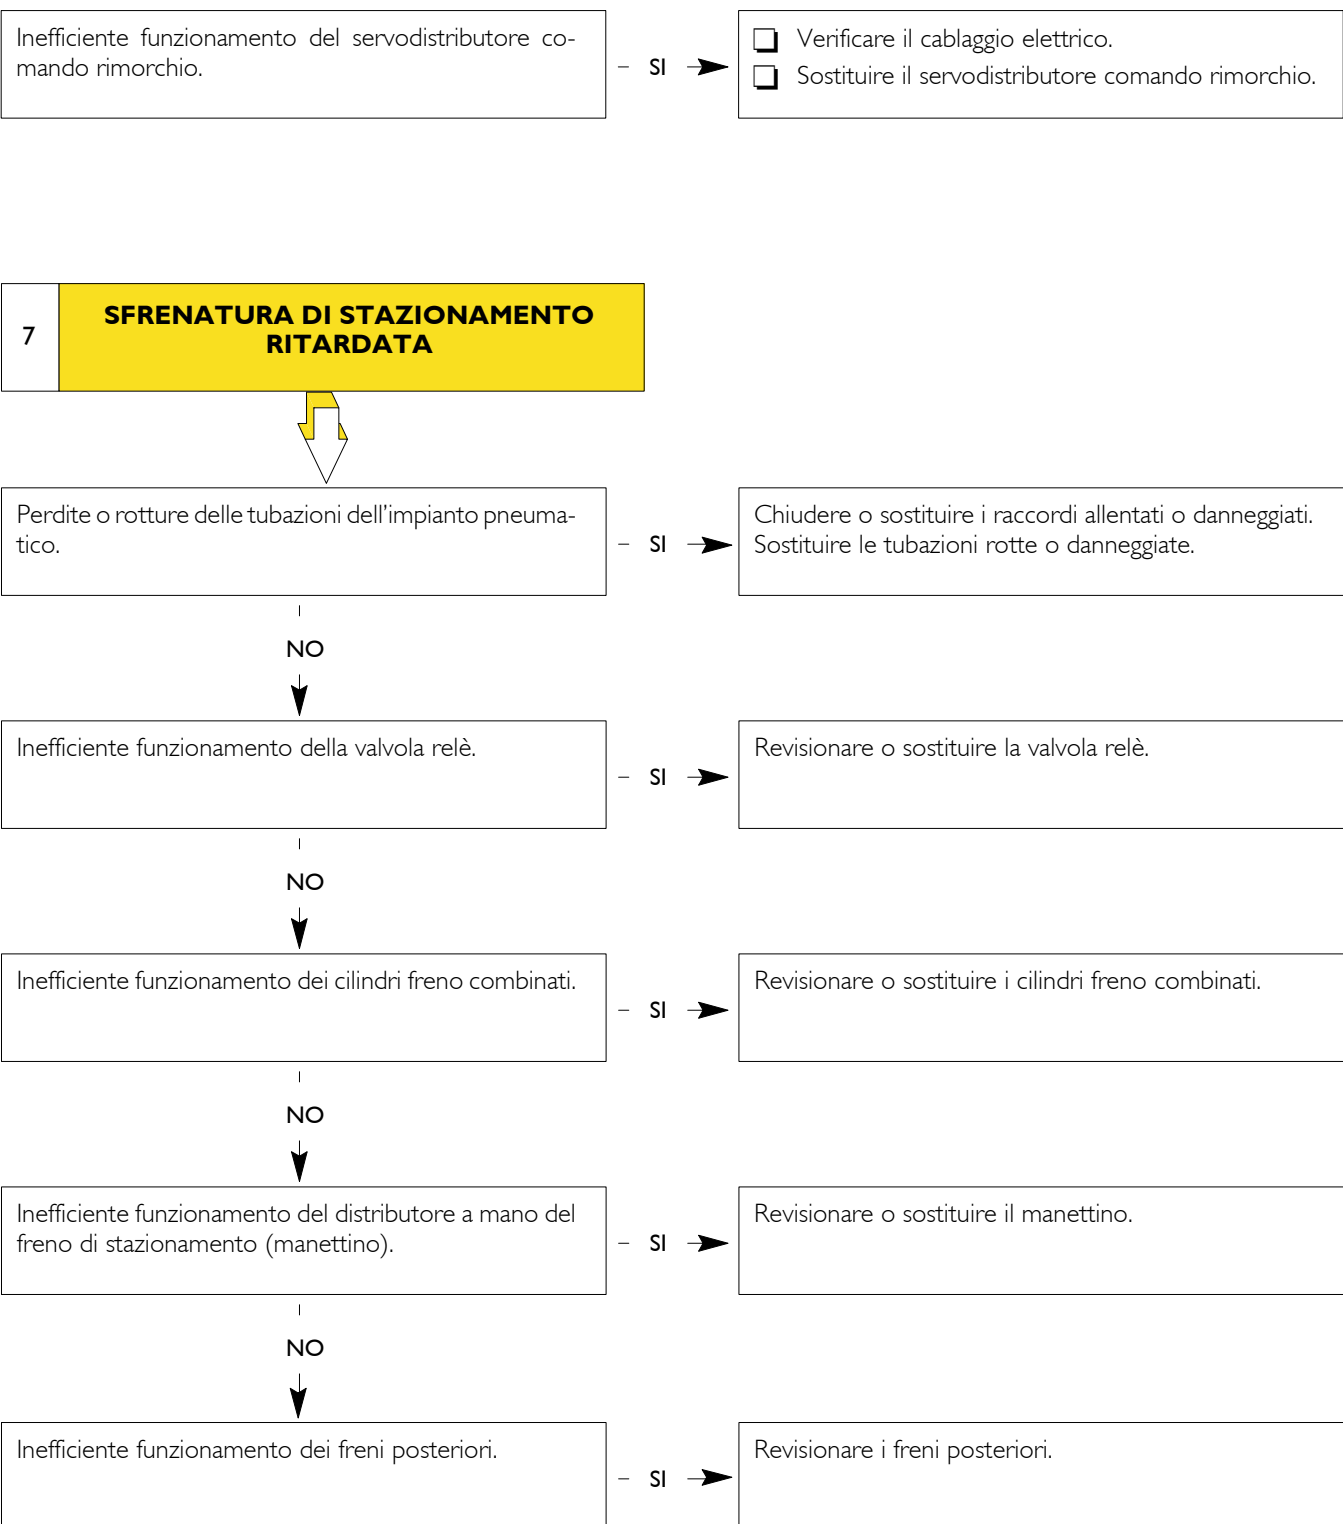 Inefficiente funzionamento del servodistributore co-
mando rimorchio.
SI
❑ Verificare il cablaggio elettrico.
❑ Sostituire il servodistributore comando rimorchio.
7
SFRENATURA DI STAZIONAMENTO
RITARDATA
Perdite o rotture delle tubazioni dell'impianto pneuma-
tico.
SI
Chiudere o sostituire i raccordi allentati o danneggiati.
Sostituire le tubazioni rotte o danneggiate.
NO
Inefficiente funzionamento della valvola relè.
SI
Revisionare o sostituire la valvola relè.
NO
Inefficiente funzionamento dei cilindri freno combinati.
SI
Revisionare o sostituire i cilindri freno combinati.
NO
Inefficiente funzionamento del distributore a mano del
freno di stazionamento (manettino).
SI
Revisionare o sostituire il manettino.
NO
Inefficiente funzionamento dei freni posteriori.
SI
Revisionare i freni posteriori.